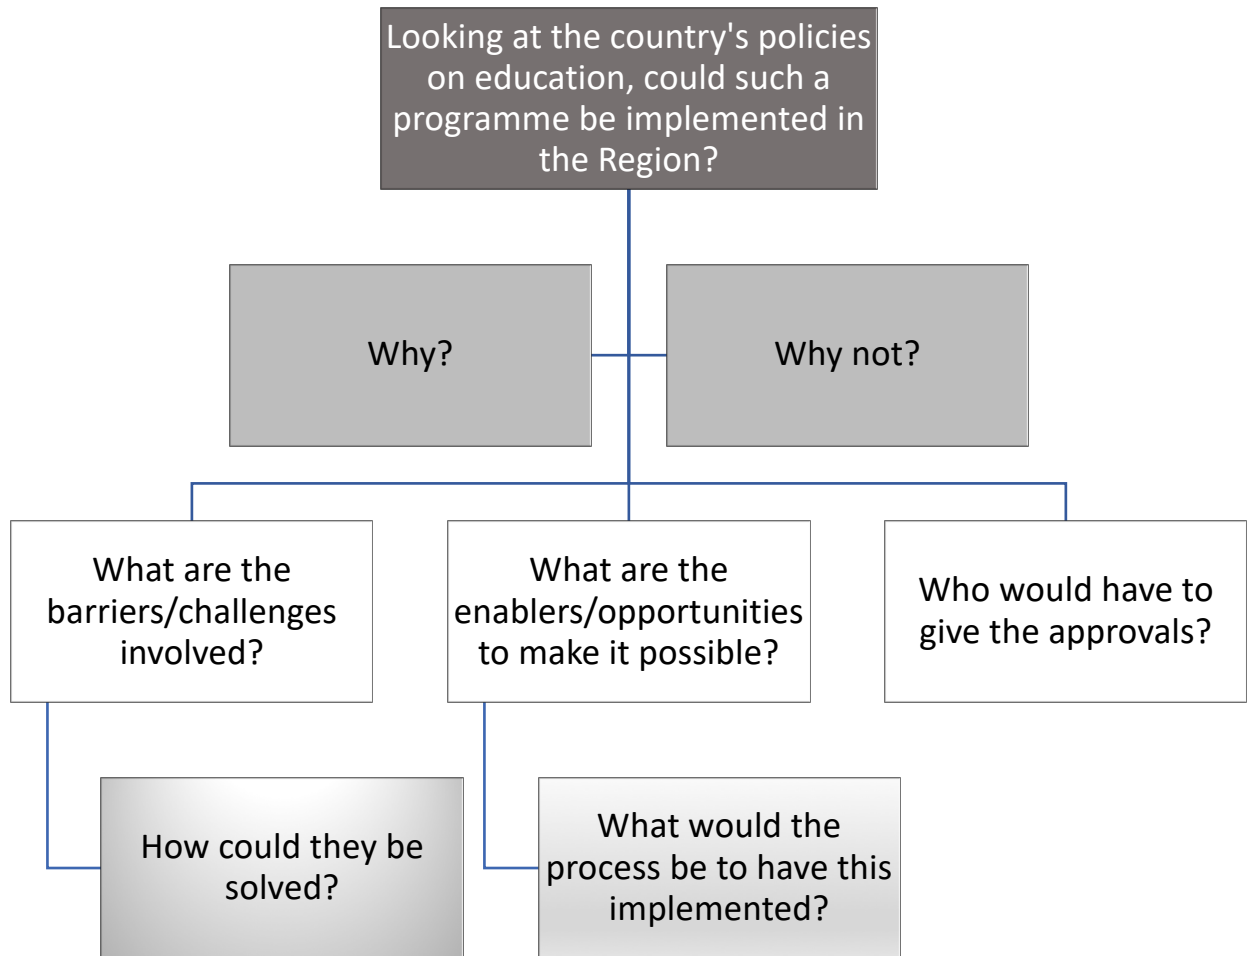 Looking at the country's policies
on education, could such a
programme be implemented in
the Region?
Why?
Why not?
What are the
barriers/challenges
involved?
What are the
enablers/opportunities
to make it possible?
Who would have to
give the approvals?
How could they be
solved?
What would the
process be to have this
implemented?